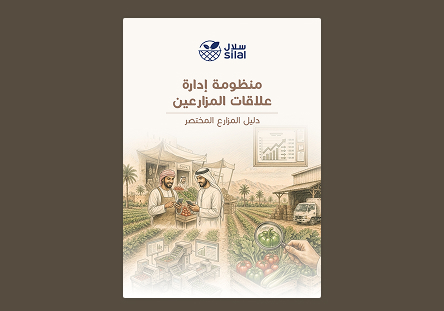 سلال
silal
منظومة إدارة
علاقات المزارعين
دليل المزارع المختصر